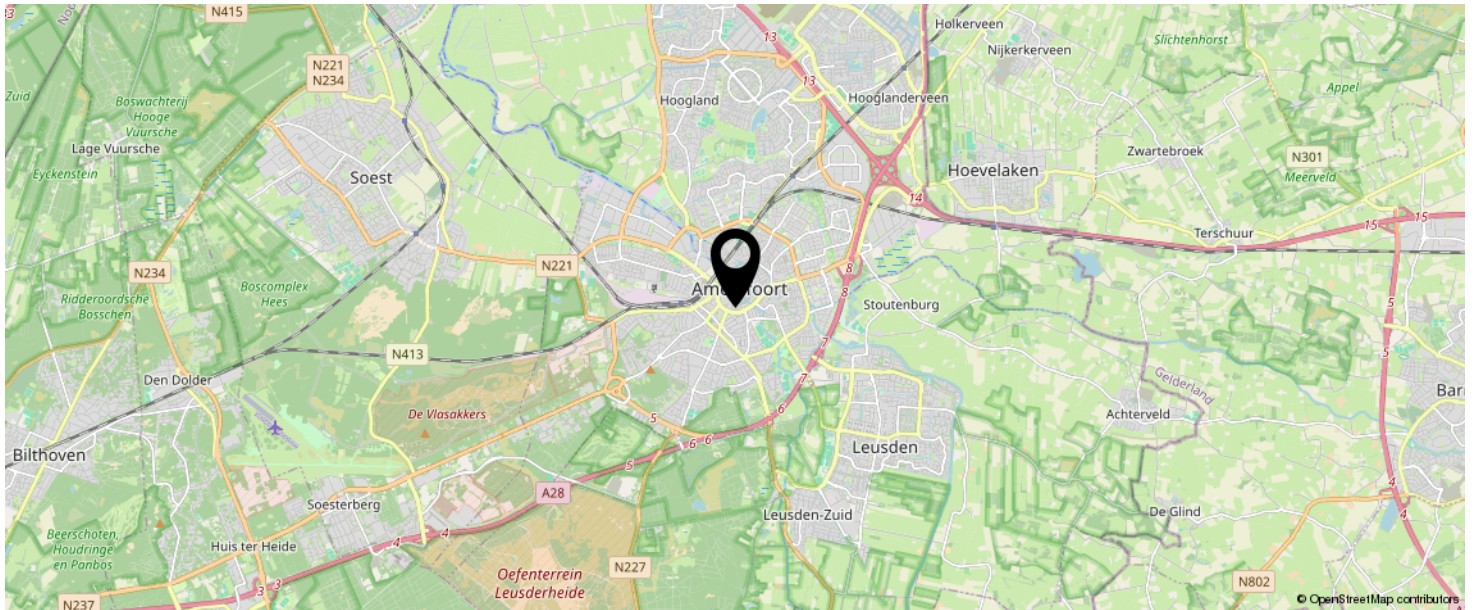 N415
Holkerveen
13
Nijkerkerveen
Slichtenhorst
N221
N234
Zuid
Boswachterij
Hooge
Vuursche
Hoogland
13
Hooglanderveen
Appel
Lage Vuursche
Zwartebroek
N301
Eyckenstein
Soest
Hoevelaken
Meerveld
14
15
15
Terschuur
N234
N221
8
Boscomplex
Hees
Ridderoordsche
Bosschen
8
Stoutenburg
5
N413
7
Gelderland
Den Dolder
7
De Vlasakkers
5
6
Achterveld
Bilthoven
6
6
5
Leusden
4
A28
Soesterberg
Leusden-Zuid
De Glind
4
Beerschoten,
Houdringe
en Panbos
Huis ter Heide
4
4
Oefenterrein
Leusderheide
N227
N802
3
3
N237
© OpenStreetMap contributors